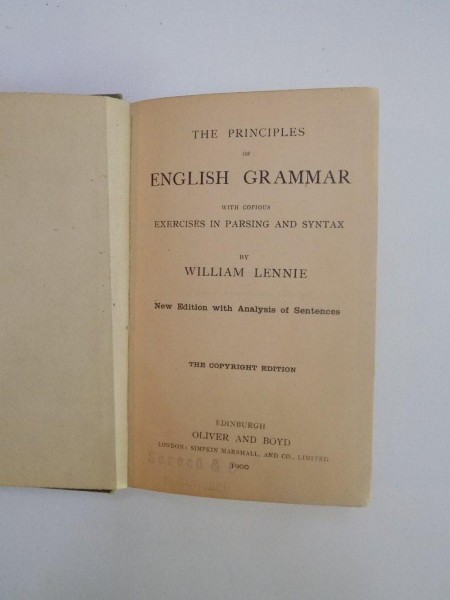 THE PRINCIPLES
OF
ENGLISH GRAMMAR
WITH COPIOUS
EXERCISES IN PARSING AND SYNTAX
BY
WILLIAM LENNIE
New Edition with Analysis of Sentences
THE COPYRIGHT EDITION
EDINBURGH
OLIVER AND BOYD
LONDON: SIMPKIN MARSHALL, AND CO., LIMITED
1900